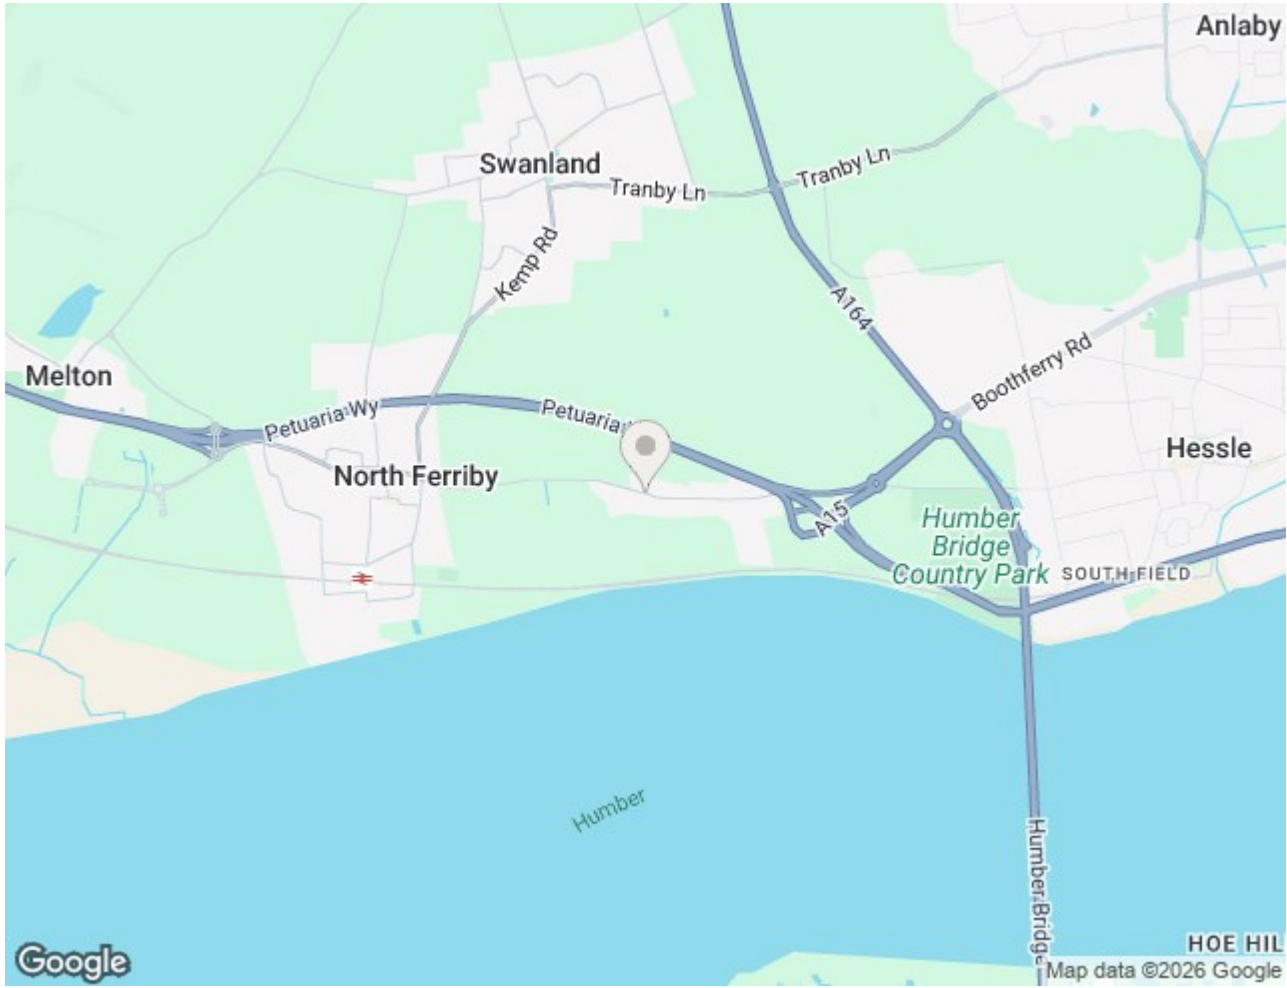 Anlaby
Swanland
Tranby Ln
Tranby Ln
Kemp Rd
A164
Boothferry Rd
Melton
Petuaria Wy
Petuaria
Hessle
North Ferriby
A15
Humber
Bridge
Country Park
SOUTH FIELD
Humber
Humber Bridge
HOE HIL
Google
Map data ©2026 Google